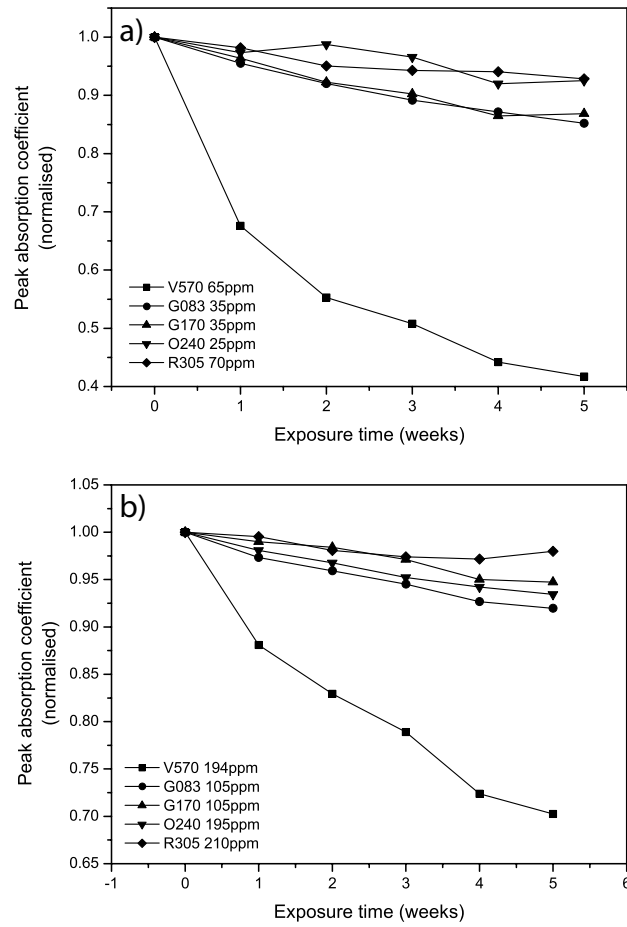 a)
1.0
0.9
0.8
0.7
0.6
0.5
0.4
Peak absorption coefficient
(normalised)
V570 65ppm
G083 35ppm
G170 35ppm
O240 25ppm
R305 70ppm
0 1 2 3 4 5
Exposure time (weeks)
b)
1.05
1.00
0.95
0.90
0.85
0.80
0.75
0.70
0.65
Peak absorption coefficient
(normalised)
V570 194ppm
G083 105ppm
G170 105ppm
O240 195ppm
R305 210ppm
-1 0 1 2 3 4 5 6
Exposure time (weeks)